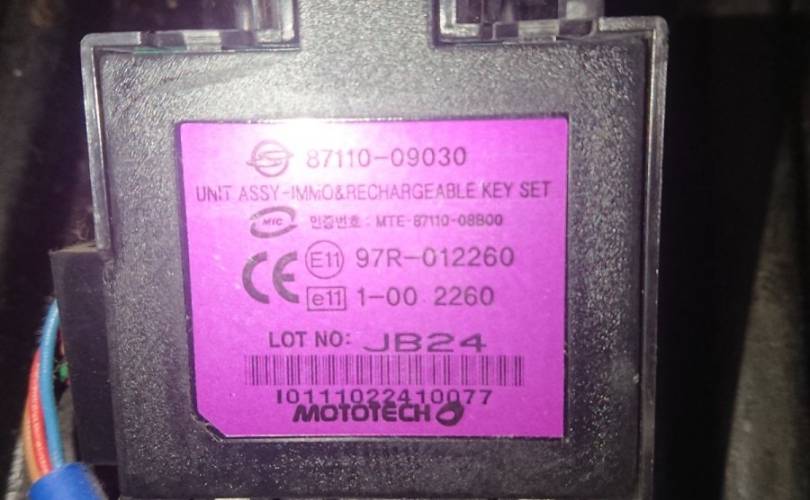 87110-09030
UNIT ASSY-IMMO&RECHARGEABLE KEY SET
MIC 인증번호 : MTE-87110-08B00
CE E11 97R-012260
e11 1-00 2260
LOT NO: JB24
I0111022410077
MOTOTECH